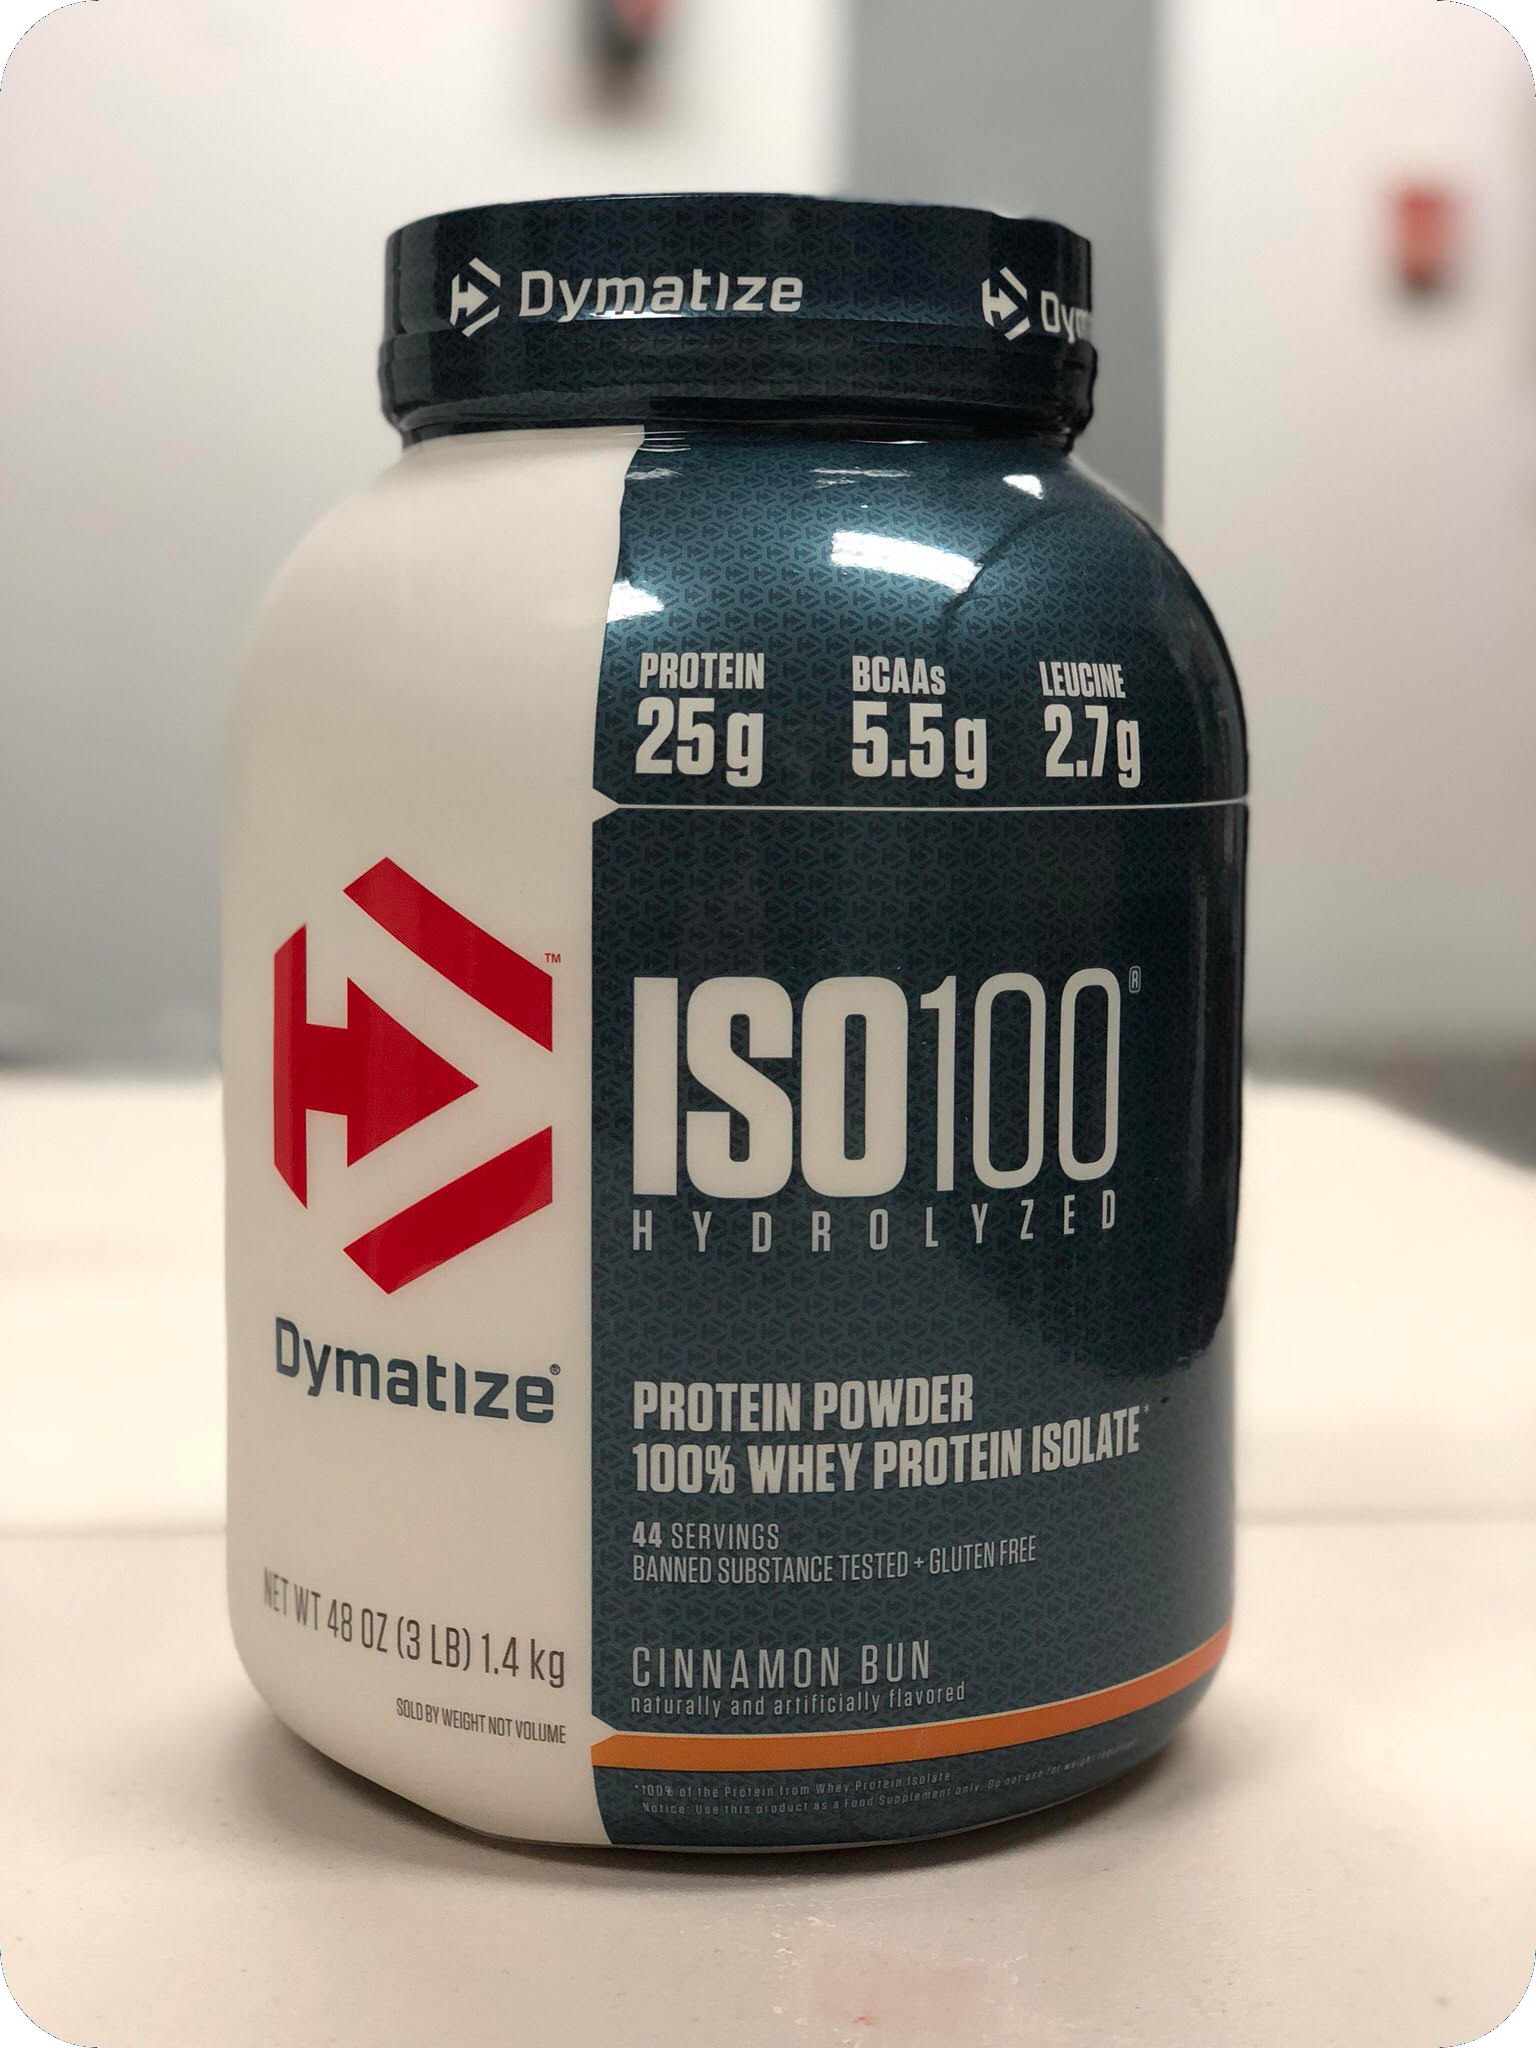 Dymatize
Dym
PROTEIN
25g
BCAAs
5.5g
LEUCINE
2.7g
™
ISO100®
HYDROLYZED
Dymatize®
PROTEIN POWDER
100% WHEY PROTEIN ISOLATE*
44 SERVINGS
BANNED SUBSTANCE TESTED + GLUTEN FREE
NET WT 48 OZ (3 LB) 1.4 kg
SOLD BY WEIGHT NOT VOLUME
CINNAMON BUN
naturally and artificially flavored
*100% of the Protein from Whey Protein Isolate
Notice: Use this product as a Food Supplement only. Do not use for weight reduction.